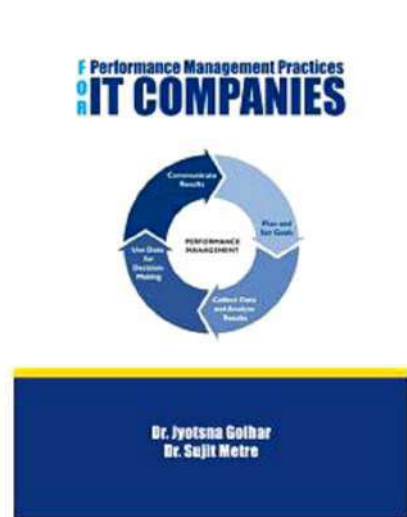 Performance Management Practices
FOR
IT COMPANIES
Communicate
Results
Plan and
Set Goals
PERFORMANCE
MANAGEMENT
Use Data
for
Decision-
Making
Collect Data
and Analyze
Results
Dr. Jyotsna Golhar
Dr. Sujit Metre